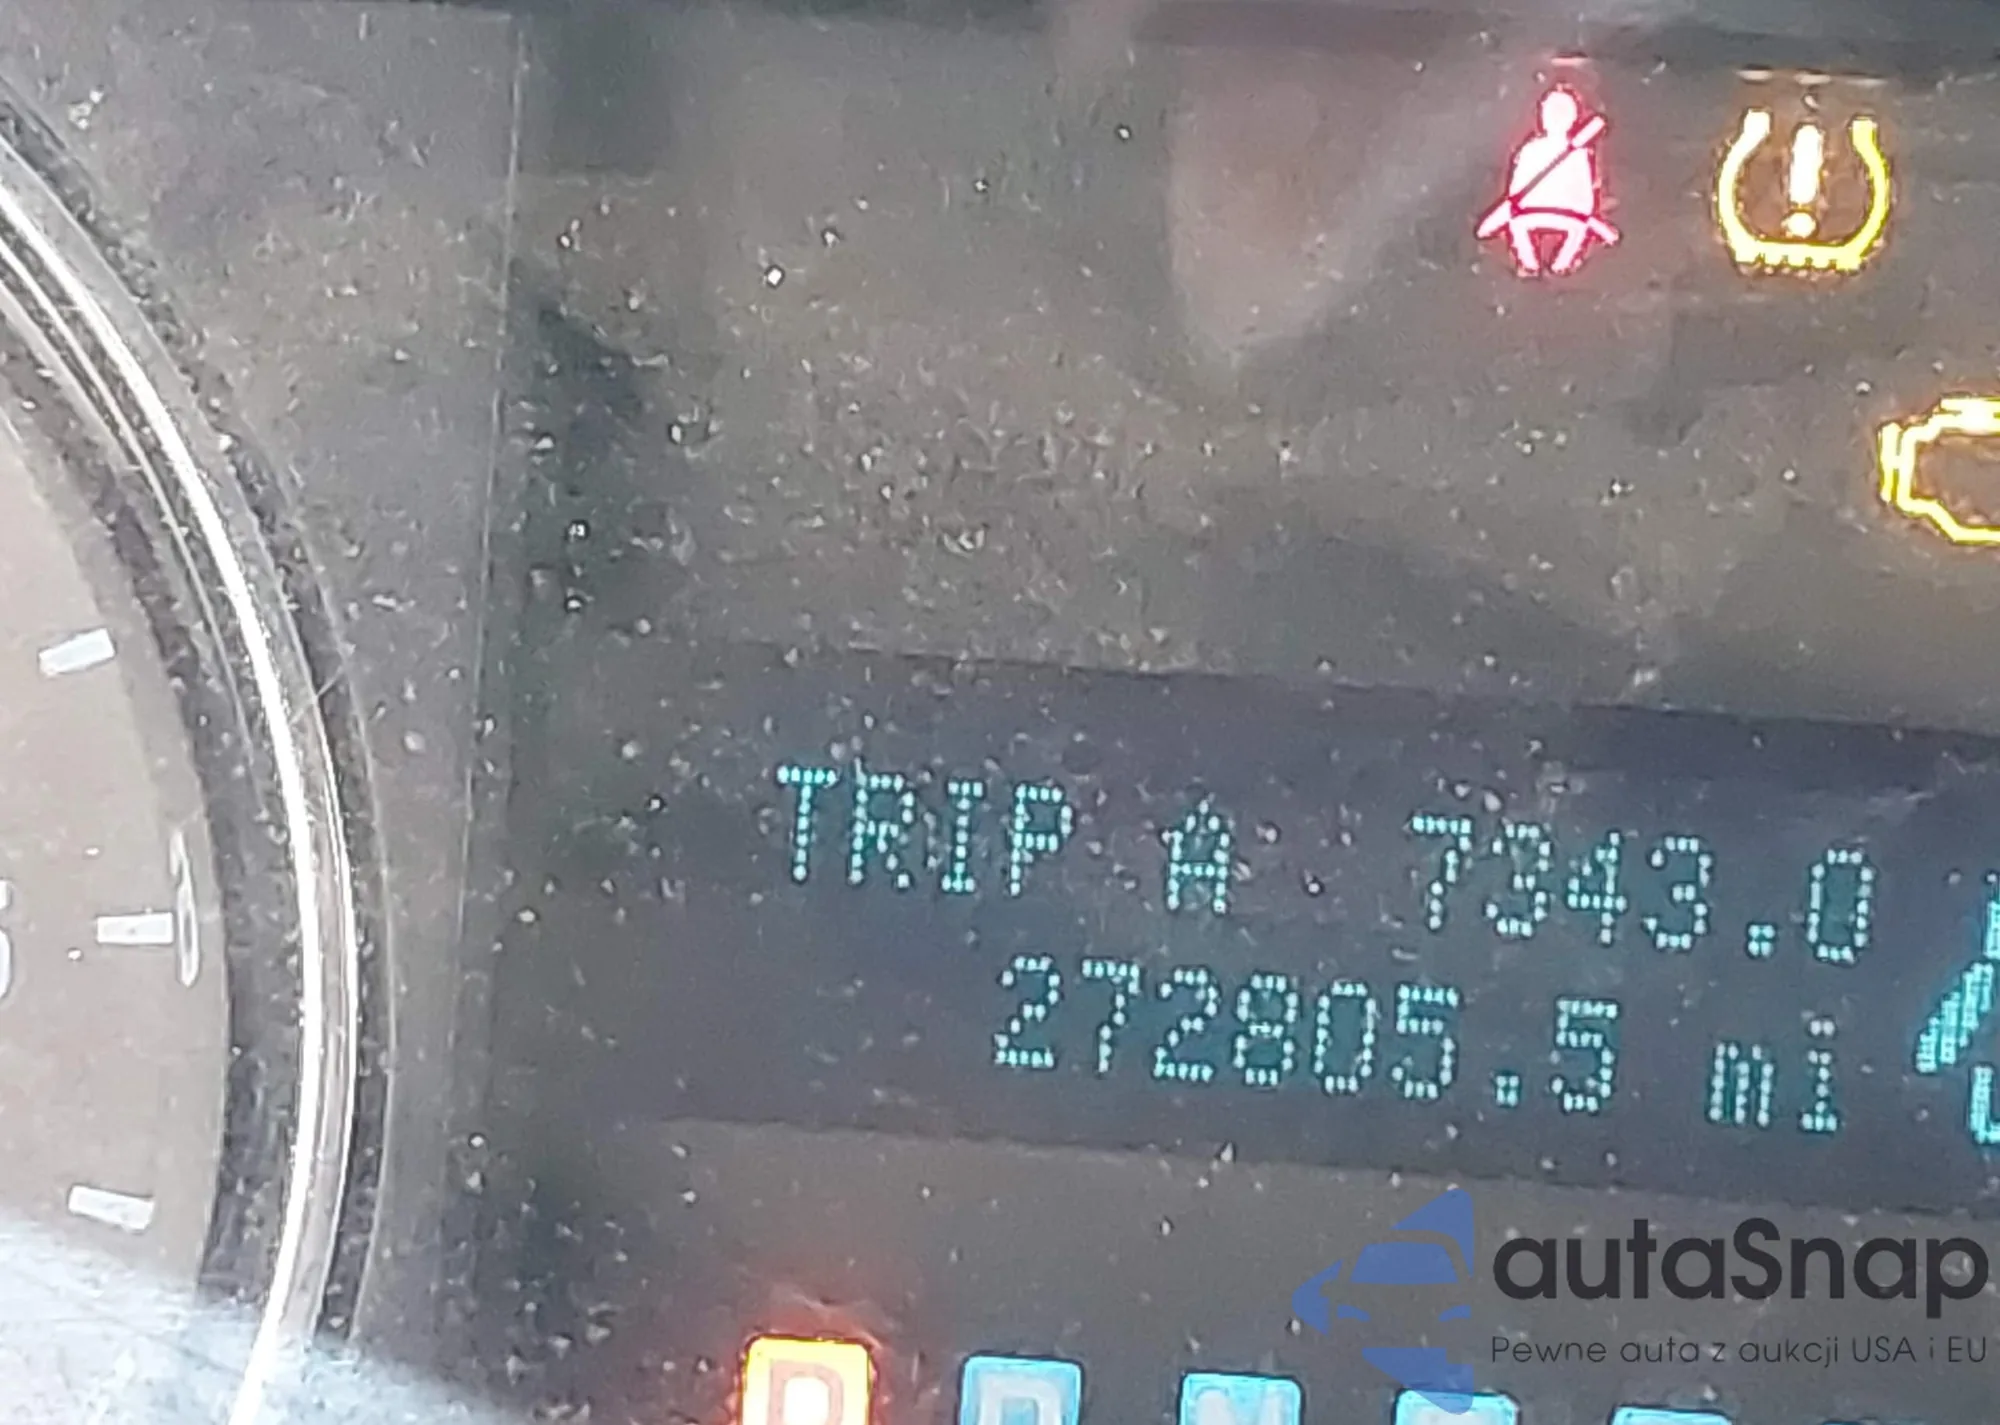 TRIP A 7343.0
272805.5 mi
P R N
autaSnap
Pewne auta z aukcji USA i EU